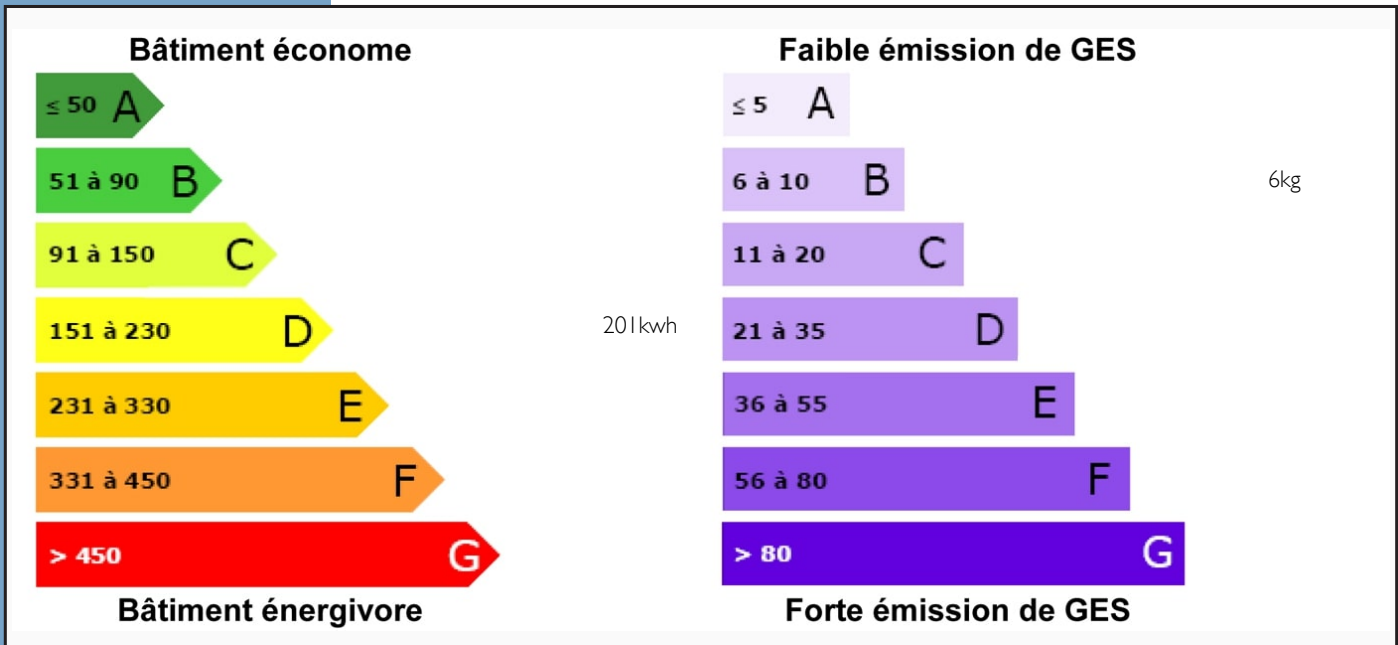 Bâtiment économe
≤ 50 A
51 à 90 B
91 à 150 C
151 à 230 D
201kwh
231 à 330 E
331 à 450 F
> 450 G
Bâtiment énergivore
Faible émission de GES
≤ 5 A
6 à 10 B
6kg
11 à 20 C
21 à 35 D
36 à 55 E
56 à 80 F
> 80 G
Forte émission de GES